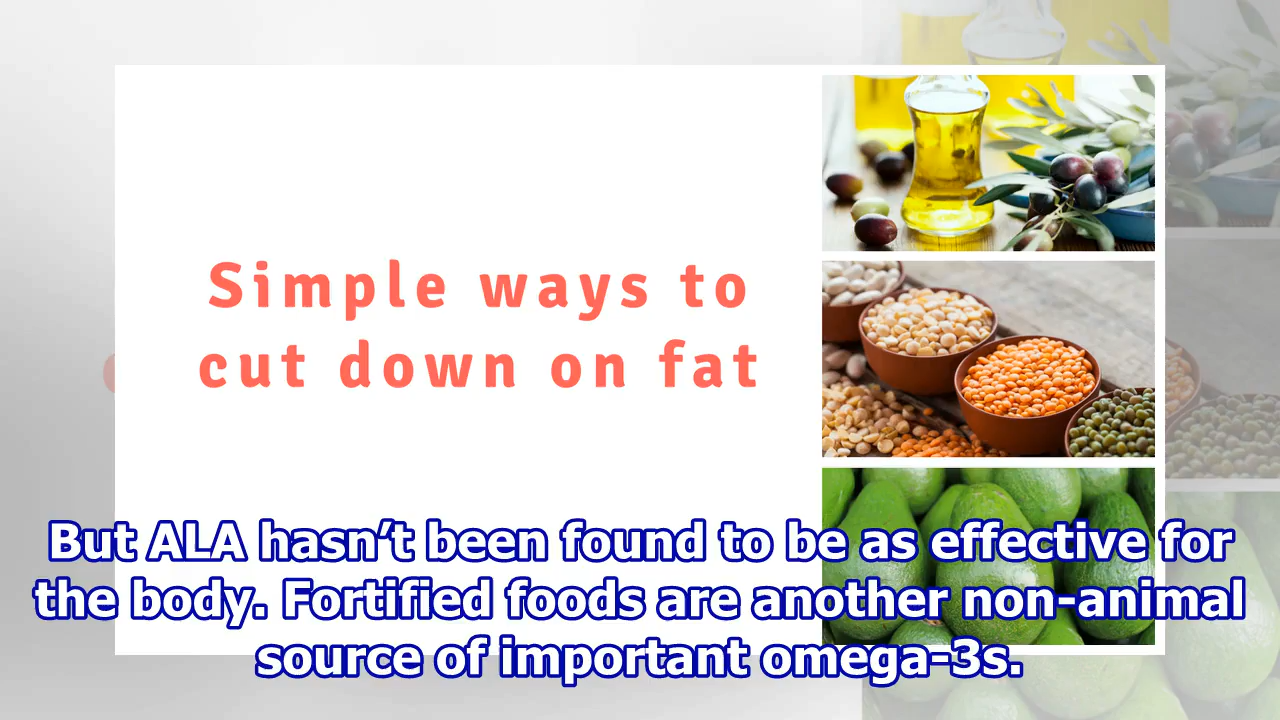 Simple ways to
cut down on fat
But ALA hasn’t been found to be as effective for
the body. Fortified foods are another non-animal
source of important omega-3s.